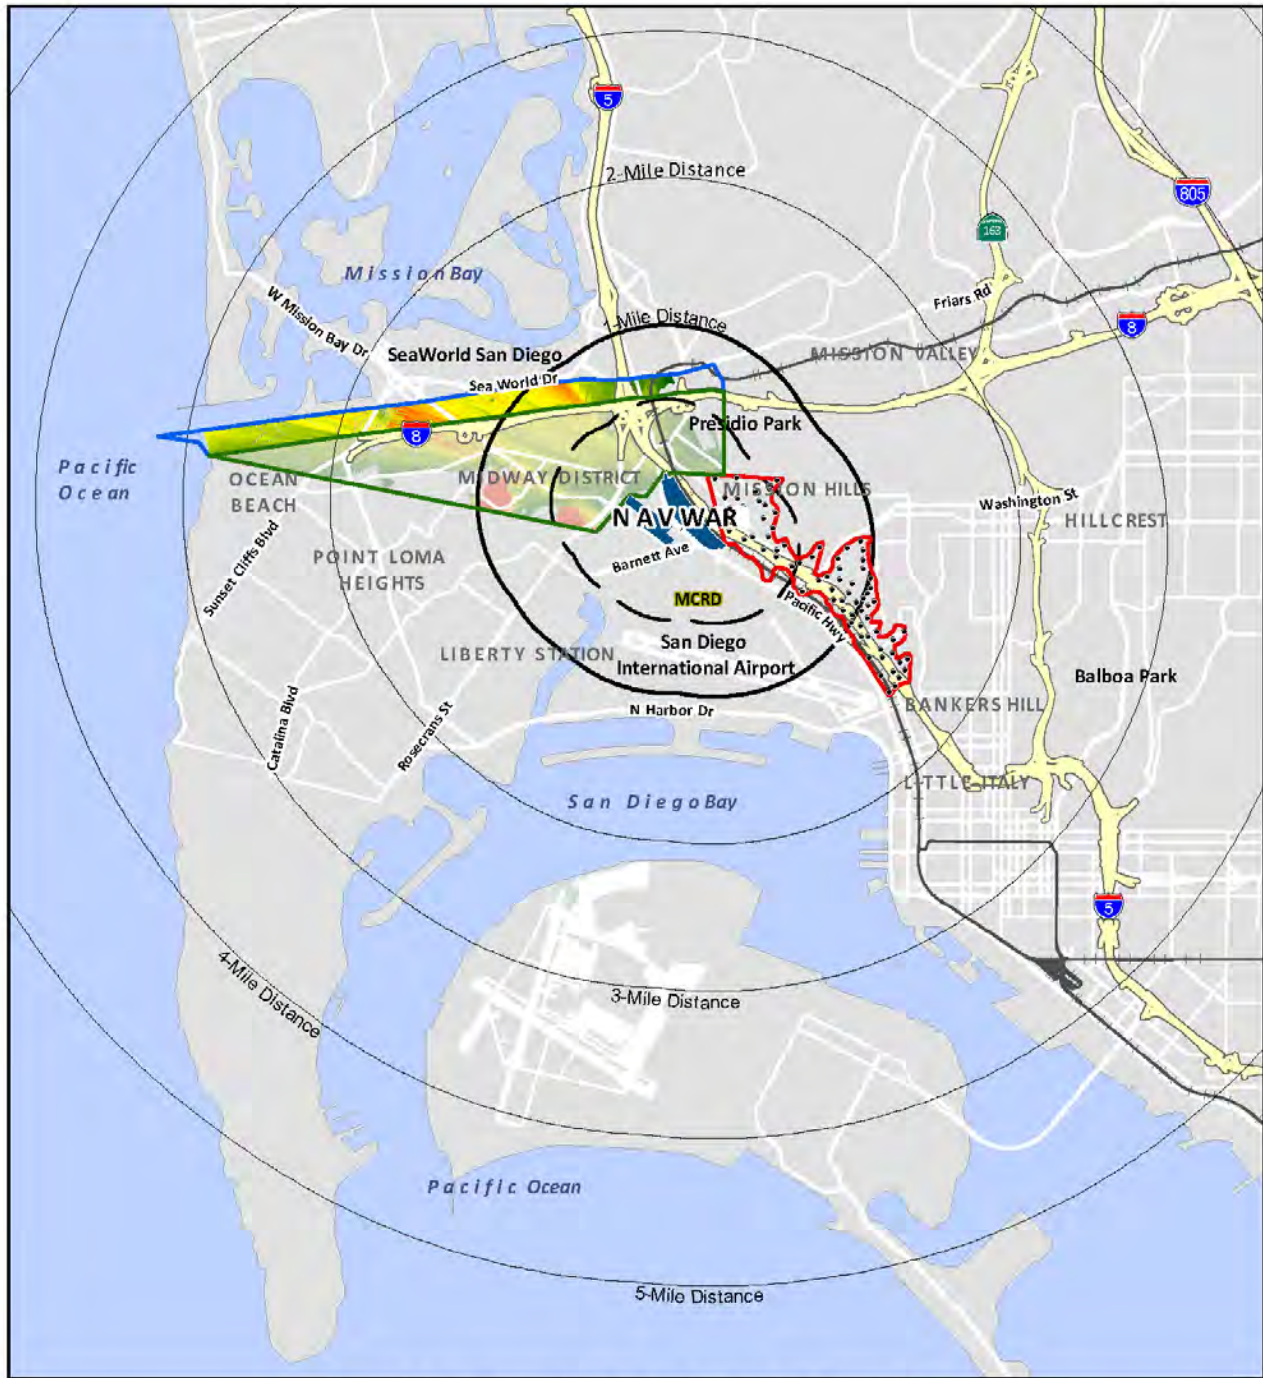 5
2-Mile Distance
805
163
Mission Bay
Friars Rd
W Mission Bay Dr
1-Mile Distance
8
SeaWorld San Diego
MISSION VALLEY
Sea World Dr
Presidio Park
8
Pacific
Ocean
OCEAN
BEACH
MIDWAY DISTRICT
MISSION HILLS
Washington St
HILLCREST
NAVWAR
Sunset Cliffs Blvd
POINT LOMA
HEIGHTS
Barnett Ave
MCRD
Pacific Hwy
San Diego
International Airport
LIBERTY STATION
Balboa Park
Catalina Blvd
Rosecrans St
N Harbor Dr
BANKERS HILL
San Diego Bay
LITTLE ITALY
5
4-Mile Distance
3-Mile Distance
Pacific Ocean
5-Mile Distance